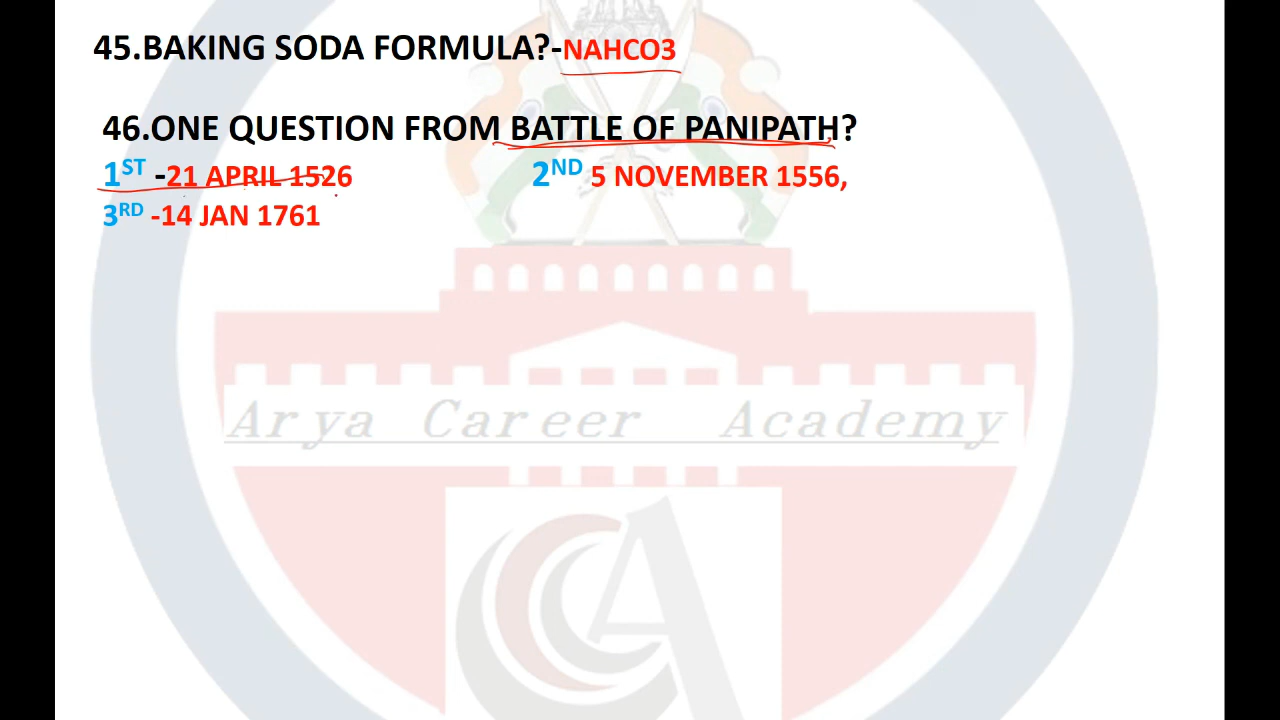 45.BAKING SODA FORMULA?-NAHCO3
46.ONE QUESTION FROM BATTLE OF PANIPATH?
1ST -21 APRIL 1526 2ND 5 NOVEMBER 1556,
3RD -14 JAN 1761
Arya Career Academy
CA